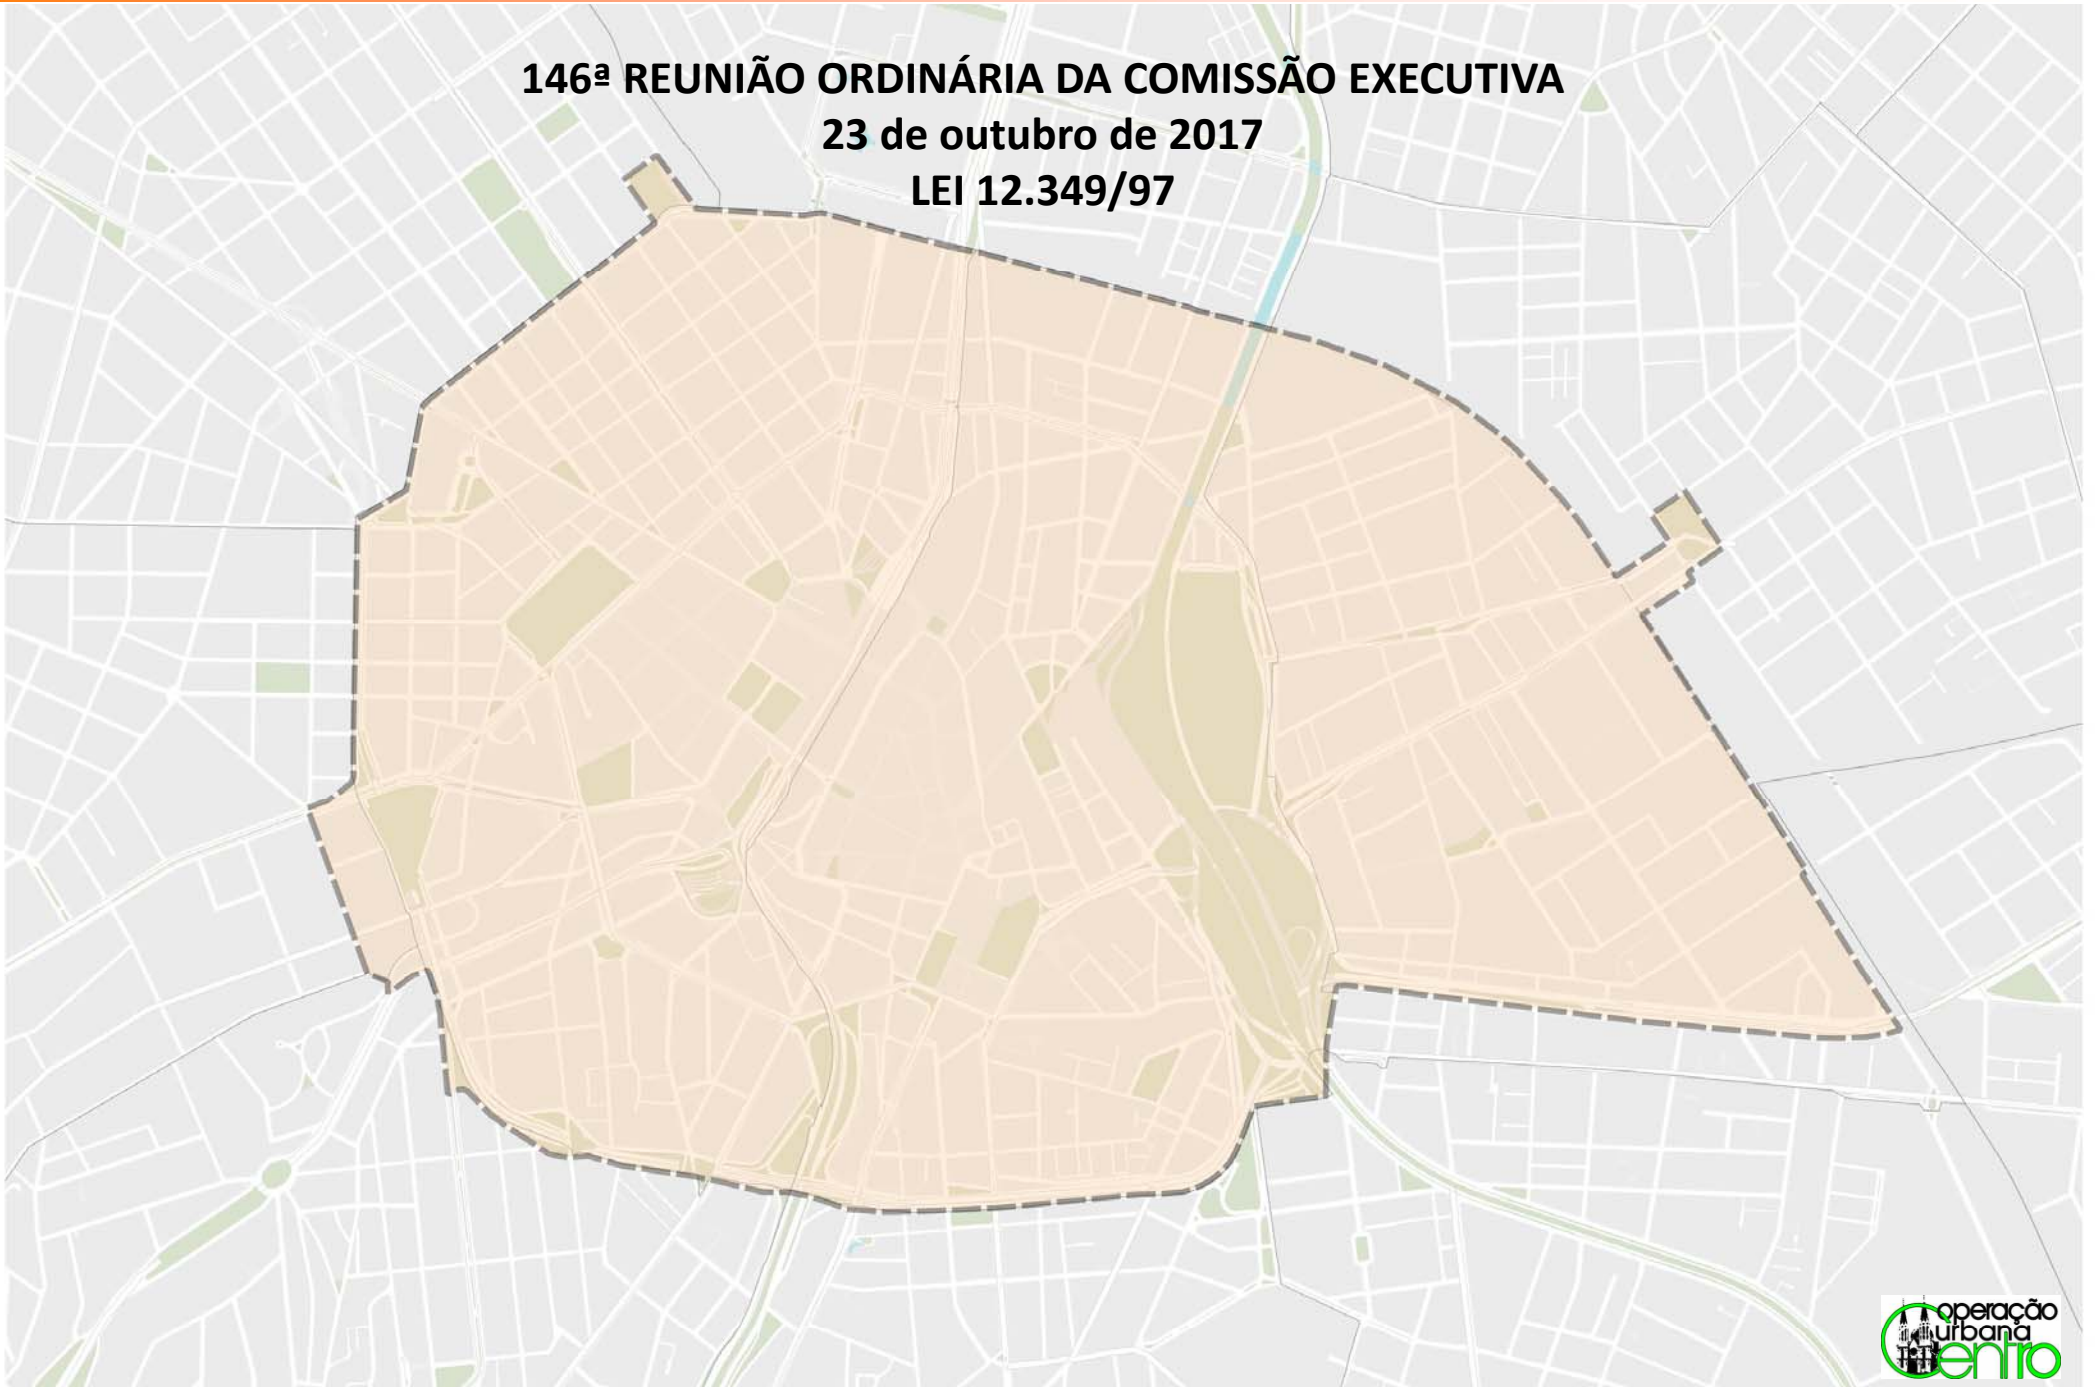 146ª REUNIÃO ORDINÁRIA DA COMISSÃO EXECUTIVA
23 de outubro de 2017
LEI 12.349/97
operação
urbana
Centro